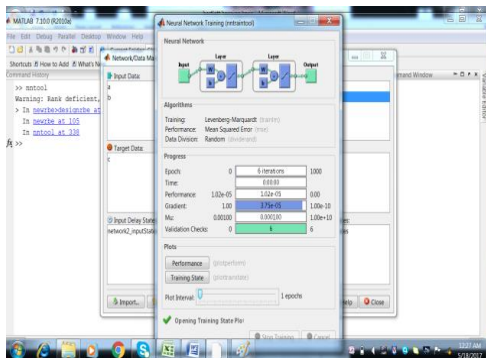 MATLAB 7.10.0 (R2010a)
File Edit Debug Parallel Desktop Window Help
Shortcuts How to Add What's N
Command History
>> nntool
Warning: Rank deficient,
> In newrbe>designrbe at
In newrbe at 105
In nntool at 338
fx >>
Network/Data Ma
Input Data:
a
b
Target Data:
c
Input Delay State
network2_inputState
Import...
Help
Close
mmand Window
Variable Editor
Neural Network Training (nntraintool)
Neural Network
Input
Layer
Layer
Output
W
b
W
b
Algorithms
Training: Levenberg-Marquardt (trainlm)
Performance: Mean Squared Error (mse)
Data Division: Random (dividerand)
Progress
Epoch: 0 6 iterations 1000
Time: 0:00:00
Performance: 1.02e-05 1.02e-05 0.00
Gradient: 1.00 3.75e-05 1.00e-10
Mu: 0.00100 0.000100 1.00e+10
Validation Checks: 0 6 6
Plots
Performance (plotperform)
Training State (plottrainstate)
Plot Interval: 1 epochs
Opening Training State Plot
Stop Training
Cancel
12:27 AM
5/18/2017